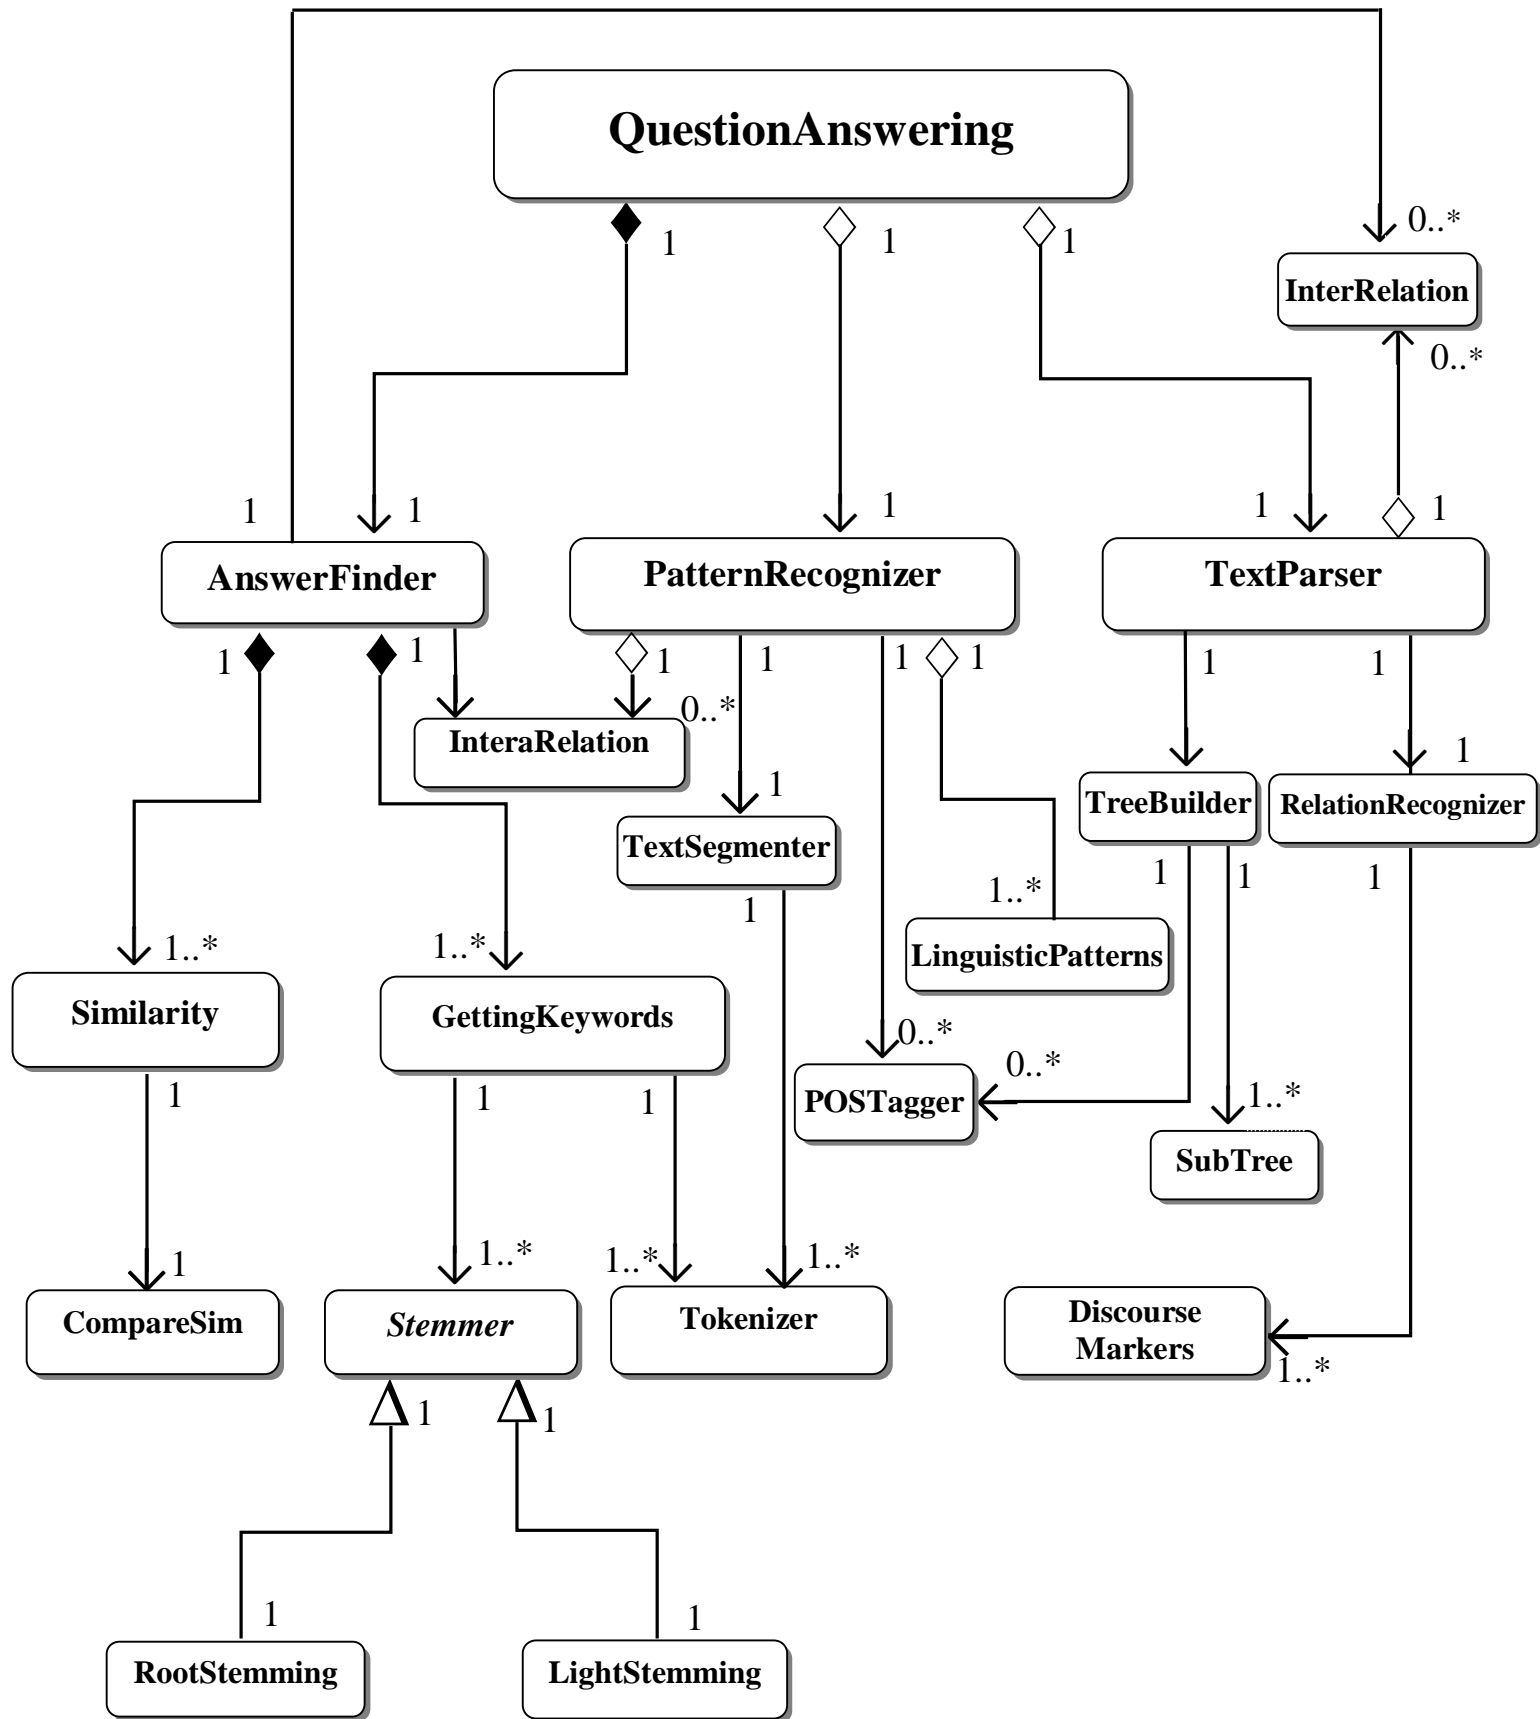 QuestionAnswering
1
1
1
0..*
InterRelation
0..*
1
1
1
1
1
AnswerFinder
PatternRecognizer
TextParser
1
1
1
1
1
1
1
1
0..*
InteraRelation
1
1
TreeBuilder
RelationRecognizer
TextSegmenter
1
1
1
1
1..*
LinguisticPatterns
1..*
1..*
Similarity
GettingKeywords
0..*
0..*
1
1
1
POSTagger
1..*
SubTree
1
1..*
1..*
1..*
CompareSim
Stemmer
Tokenizer
Discourse
Markers
1..*
1
1
1
1
RootStemming
LightStemming